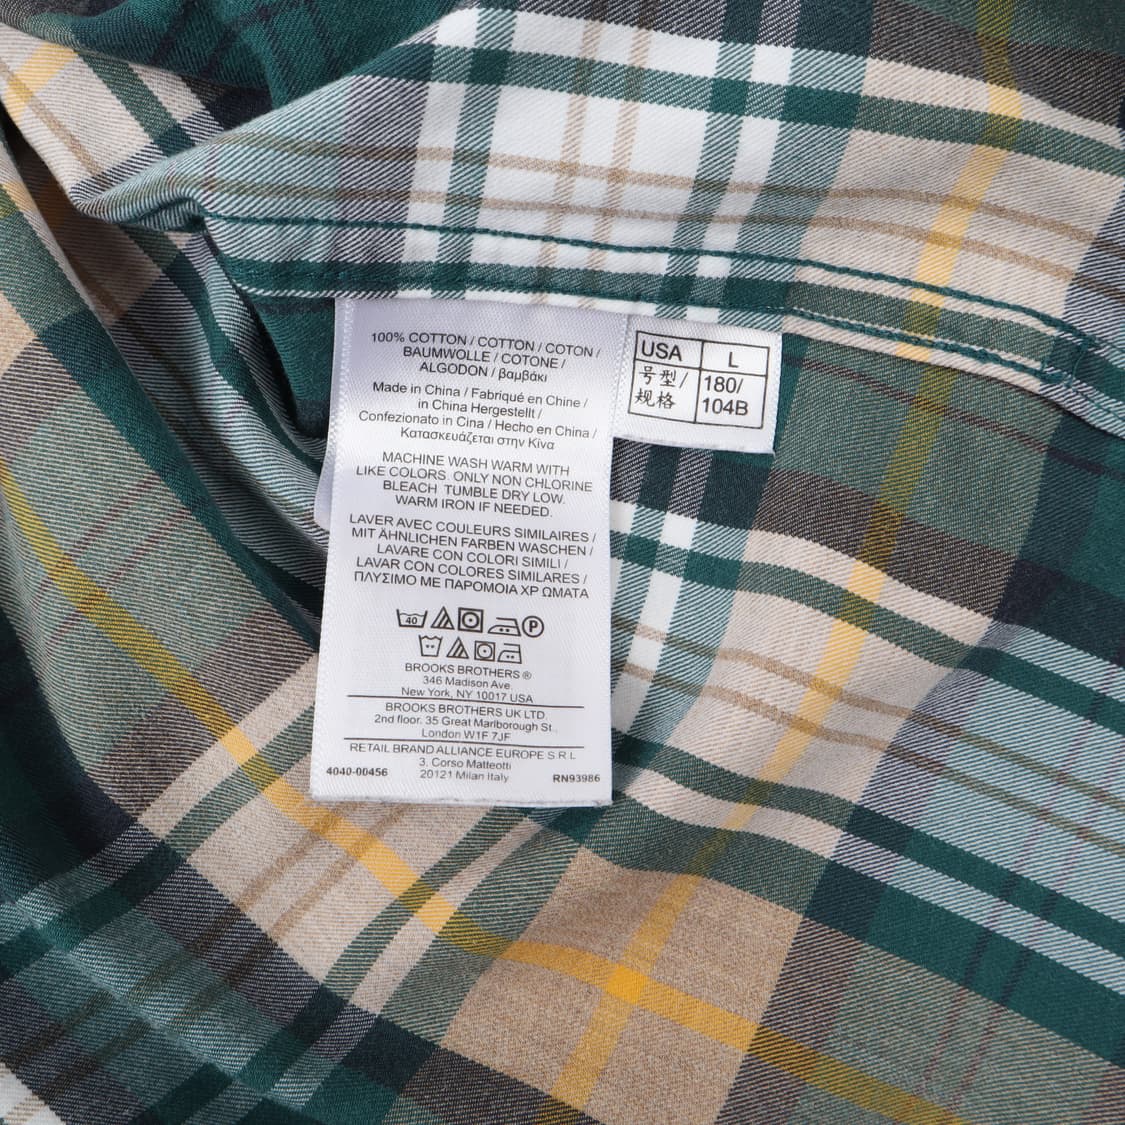 100% COTTON / COTTON / COTON /
BAUMWOLLE / COTONE /
ALGODON / βαμβάκι
Made in China / Fabriqué en Chine /
in China Hergestellt /
Confezionato in Cina / Hecho en China /
Κατασκευάζεται στην Κίνα
MACHINE WASH WARM WITH
LIKE COLORS. ONLY NON CHLORINE
BLEACH. TUMBLE DRY LOW.
WARM IRON IF NEEDED.
LAVER AVEC COULEURS SIMILAIRES /
MIT ÄHNLICHEN FARBEN WASCHEN /
LAVARE CON COLORI SIMILI /
LAVAR CON COLORES SIMILARES /
ΠΛΥΣΙΜΟ ΜΕ ΠΑΡΟΜΟΙΑ ΧΡ ΩΜΑΤΑ
40 P
BROOKS BROTHERS ®
346 Madison Ave.
New York, NY 10017 USA
BROOKS BROTHERS UK LTD.
2nd floor. 35 Great Marlborough St.,
London W1F 7JF
RETAIL BRAND ALLIANCE EUROPE S R L
3, Corso Matteotti
20121 Milan Italy
4040-00456 RN93986
USA L
号型/ 180/
规格 104B